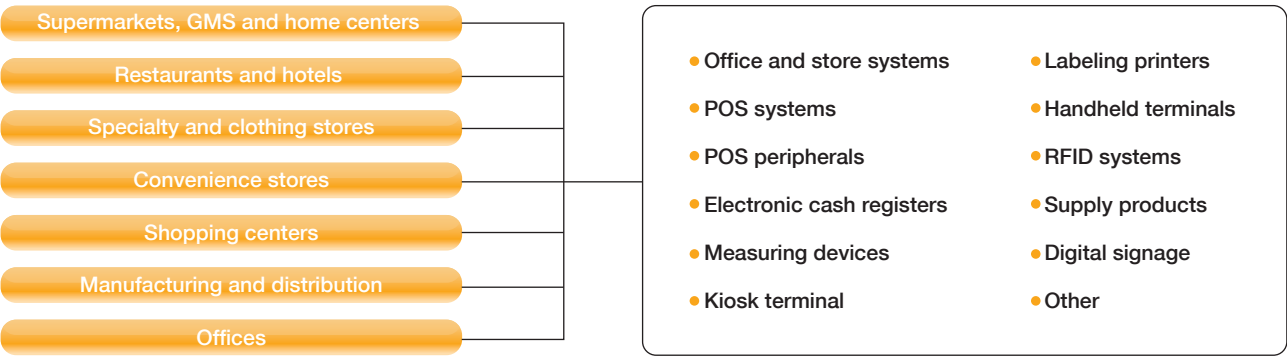 Supermarkets, GMS and home centers
Restaurants and hotels
Specialty and clothing stores
Convenience stores
Shopping centers
Manufacturing and distribution
Offices
Office and store systems
POS systems
POS peripherals
Electronic cash registers
Measuring devices
Kiosk terminal
Labeling printers
Handheld terminals
RFID systems
Supply products
Digital signage
Other